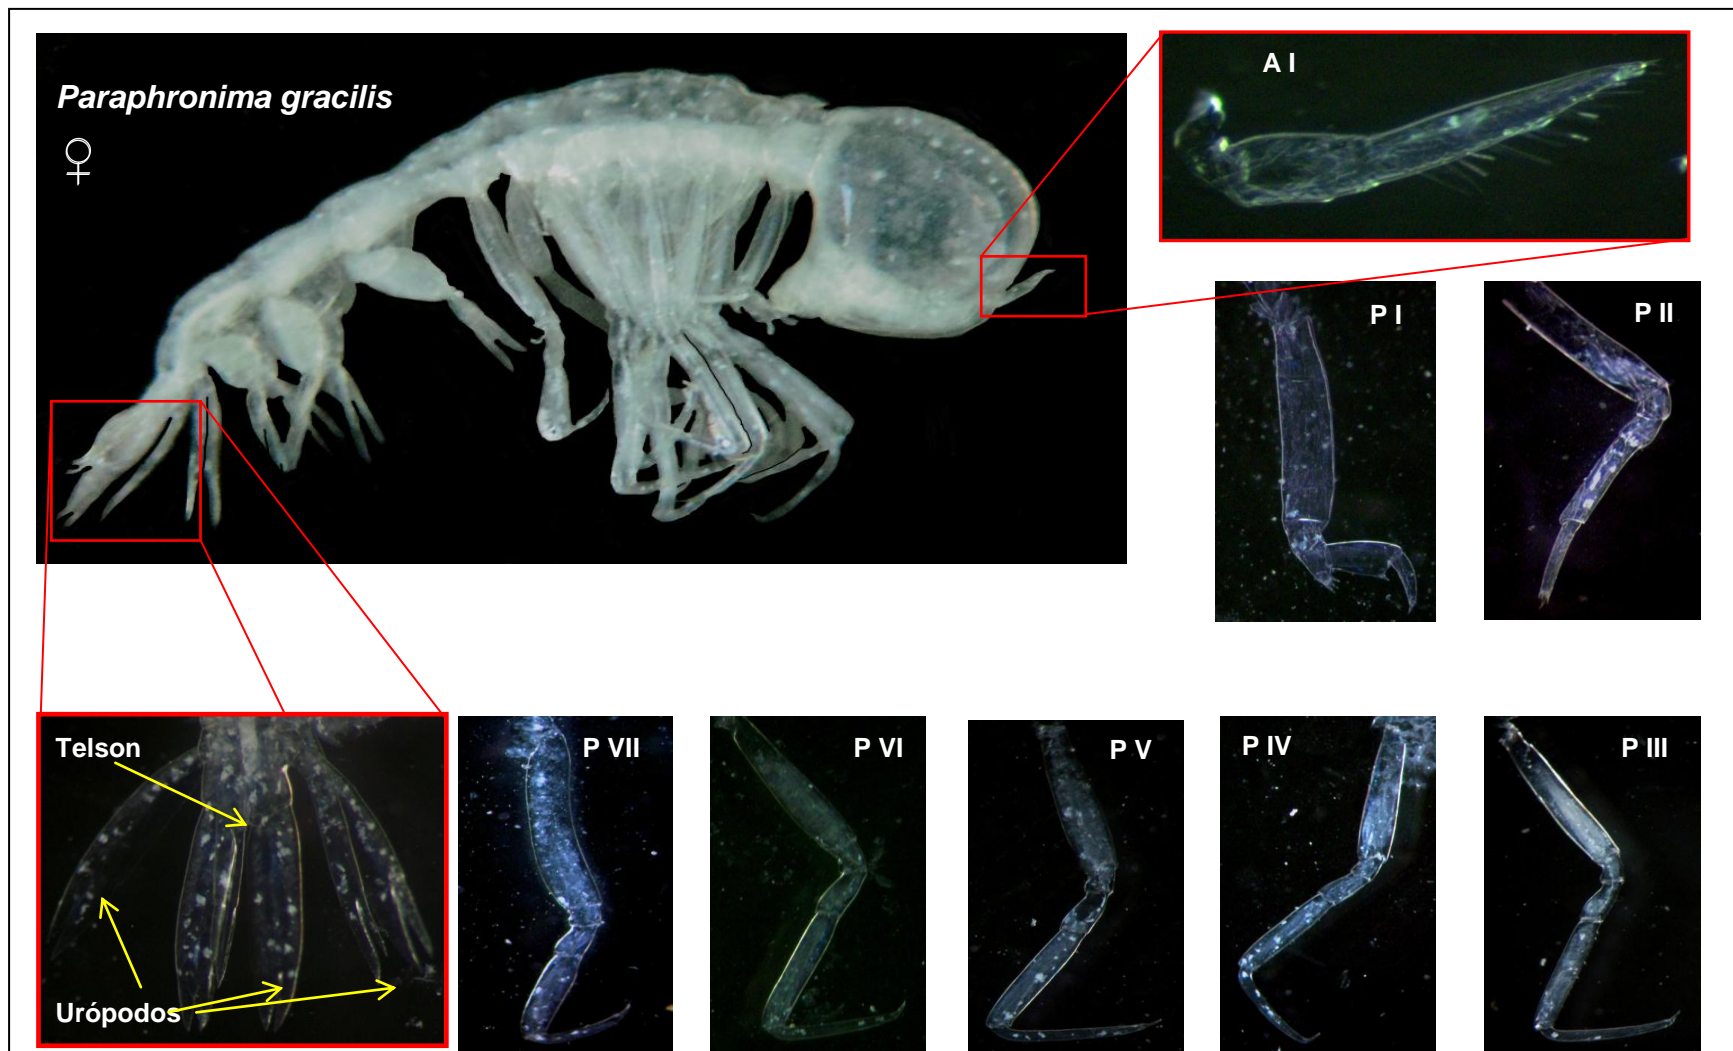 Paraphronima gracilis
♀
A I
P I
P II
Telson
Urópodos
P VII
P VI
P V
P IV
P III